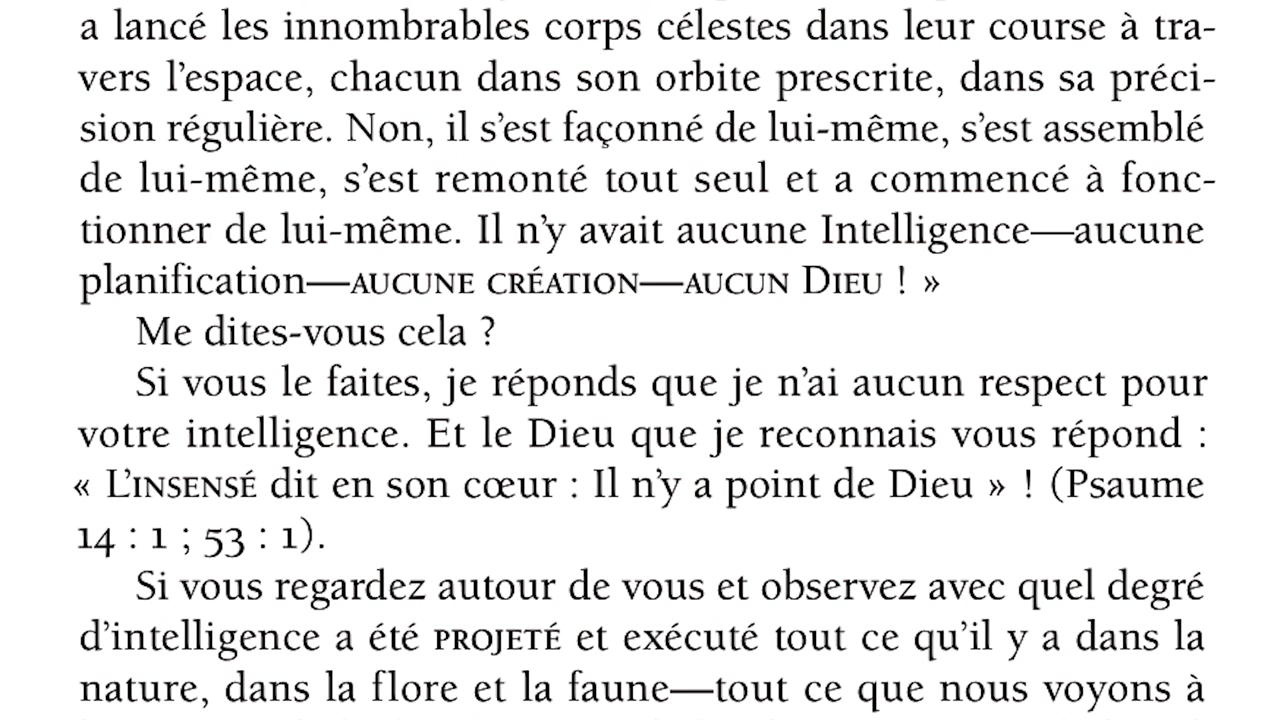 a lancé les innombrables corps célestes dans leur course à tra-
vers l’espace, chacun dans son orbite prescrite, dans sa préci-
sion régulière. Non, il s’est façonné de lui-même, s’est assemblé
de lui-même, s’est remonté tout seul et a commencé à fonc-
tionner de lui-même. Il n’y avait aucune Intelligence—aucune
planification—AUCUNE CRÉATION—AUCUN DIEU ! »
Me dites-vous cela ?
Si vous le faites, je réponds que je n’ai aucun respect pour
votre intelligence. Et le Dieu que je reconnais vous répond :
« L’INSENSÉ dit en son cœur : Il n’y a point de Dieu » ! (Psaume
14 : 1 ; 53 : 1).
Si vous regardez autour de vous et observez avec quel degré
d’intelligence a été PROJETÉ et exécuté tout ce qu’il y a dans la
nature, dans la flore et la faune—tout ce que nous voyons à